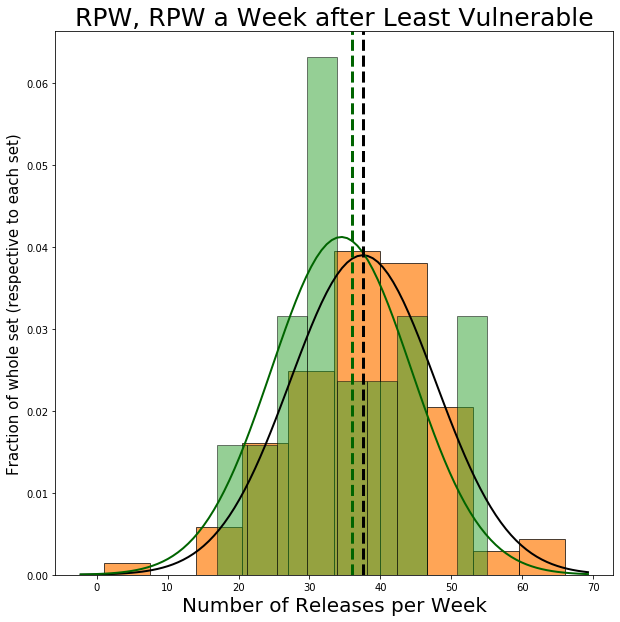 RPW, RPW a Week after Least Vulnerable
Fraction of whole set (respective to each set)
0.06
0.05
0.04
0.03
0.02
0.01
0.00
0 10 20 30 40 50 60 70
Number of Releases per Week